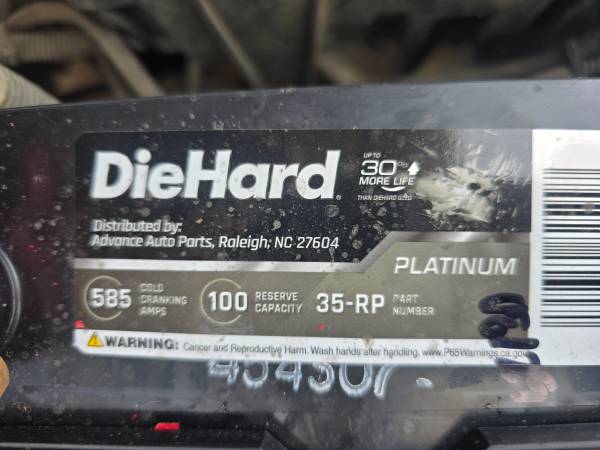 DieHard
UP TO
30%
MORE LIFE
THAN DIEHARD GOLD
Distributed by:
Advance Auto Parts, Raleigh, NC 27604
PLATINUM
585 COLD CRANKING AMPS
100 RESERVE CAPACITY
35-RP PART NUMBER
WARNING: Cancer and Reproductive Harm. Wash hands after handling. www.P65Warnings.ca.gov